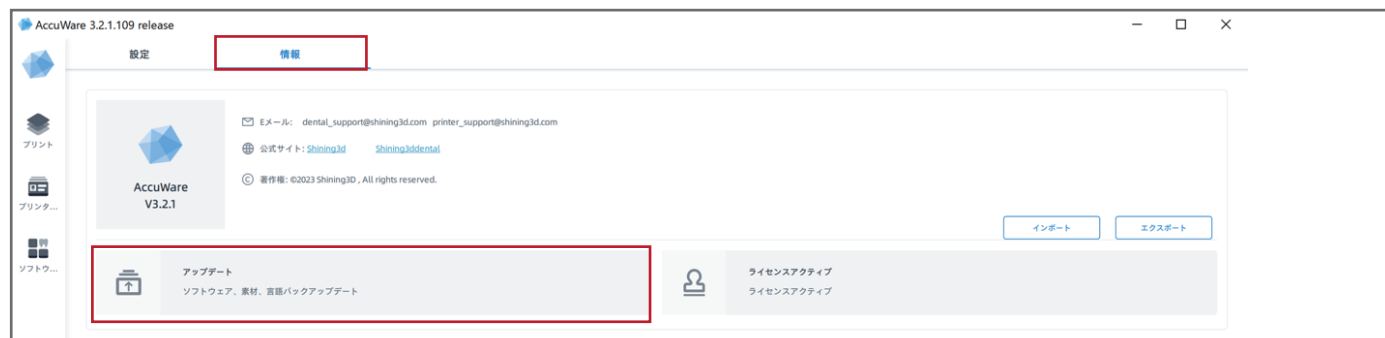 AccuWare 3.2.1.109 release
設定
情報
プリント
プリンタ...
ソフトウ...
AccuWare
V3.2.1
Eメール: dental_support@shining3d.com printer_support@shining3d.com
公式サイト: Shining3d Shining3ddental
著作権: ©2023 Shining3D , All rights reserved.
インポート
エクスポート
アップデート
ソフトウェア、素材、言語パックアップデート
ライセンスアクティブ
ライセンスアクティブ